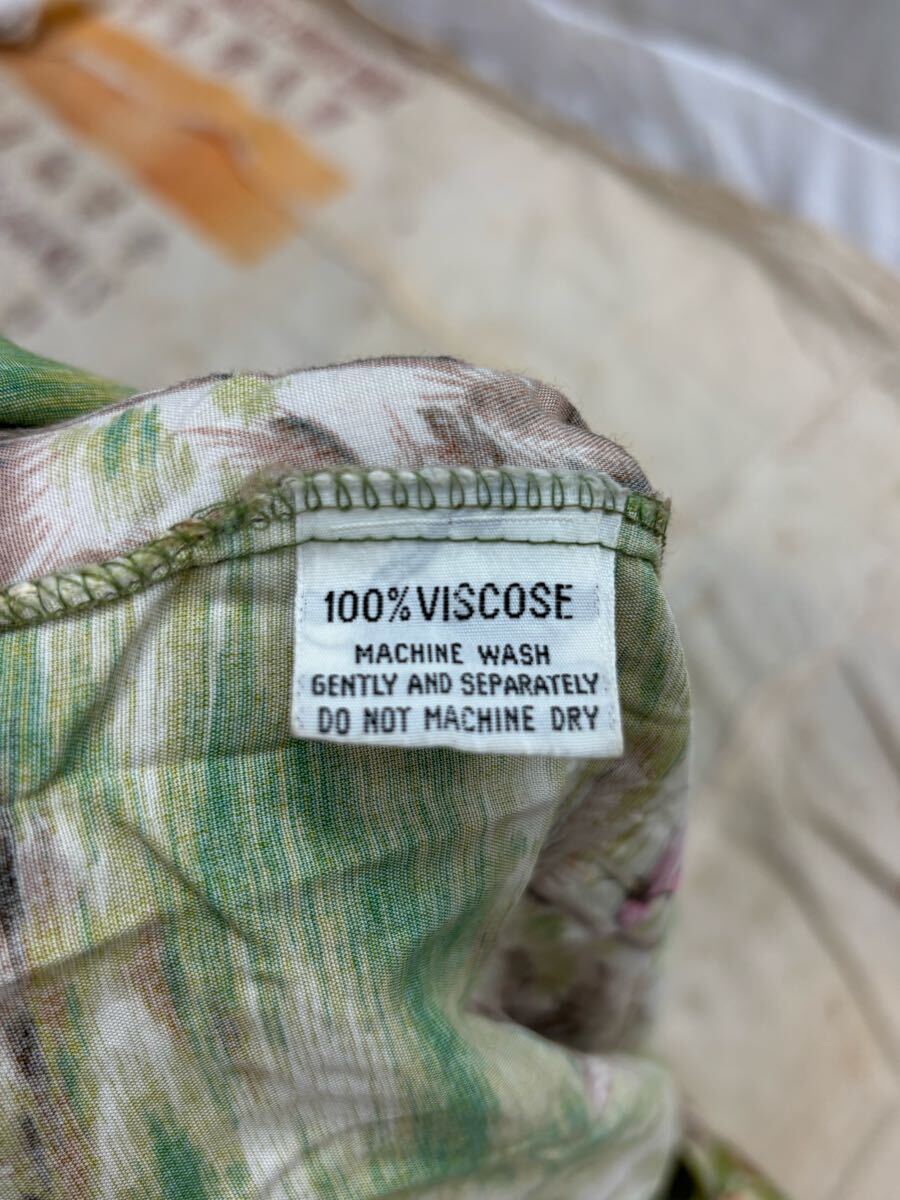 100% VISCOSE
MACHINE WASH
GENTLY AND SEPARATELY
DO NOT MACHINE DRY